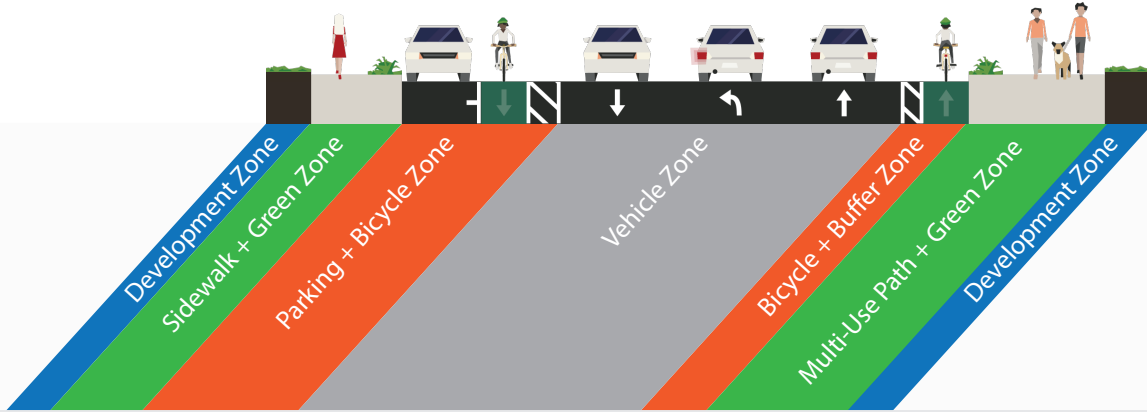 Development Zone
Sidewalk + Green Zone
Parking + Bicycle Zone
Vehicle Zone
Bicycle + Buffer Zone
Multi-Use Path + Green Zone
Development Zone